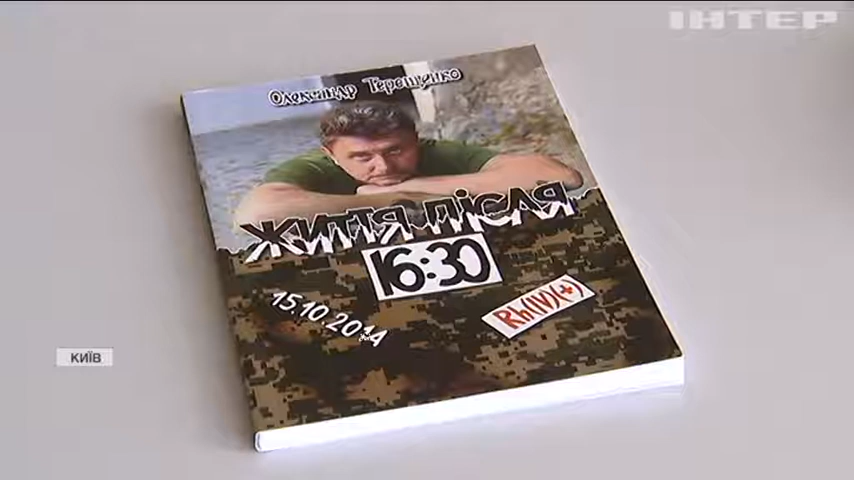 ІНТЕР
Олександр Терещенко
ЖИТТЯ ПІСЛЯ
16:30
15.10.2014
Rh(IV)(+)
КИЇВ